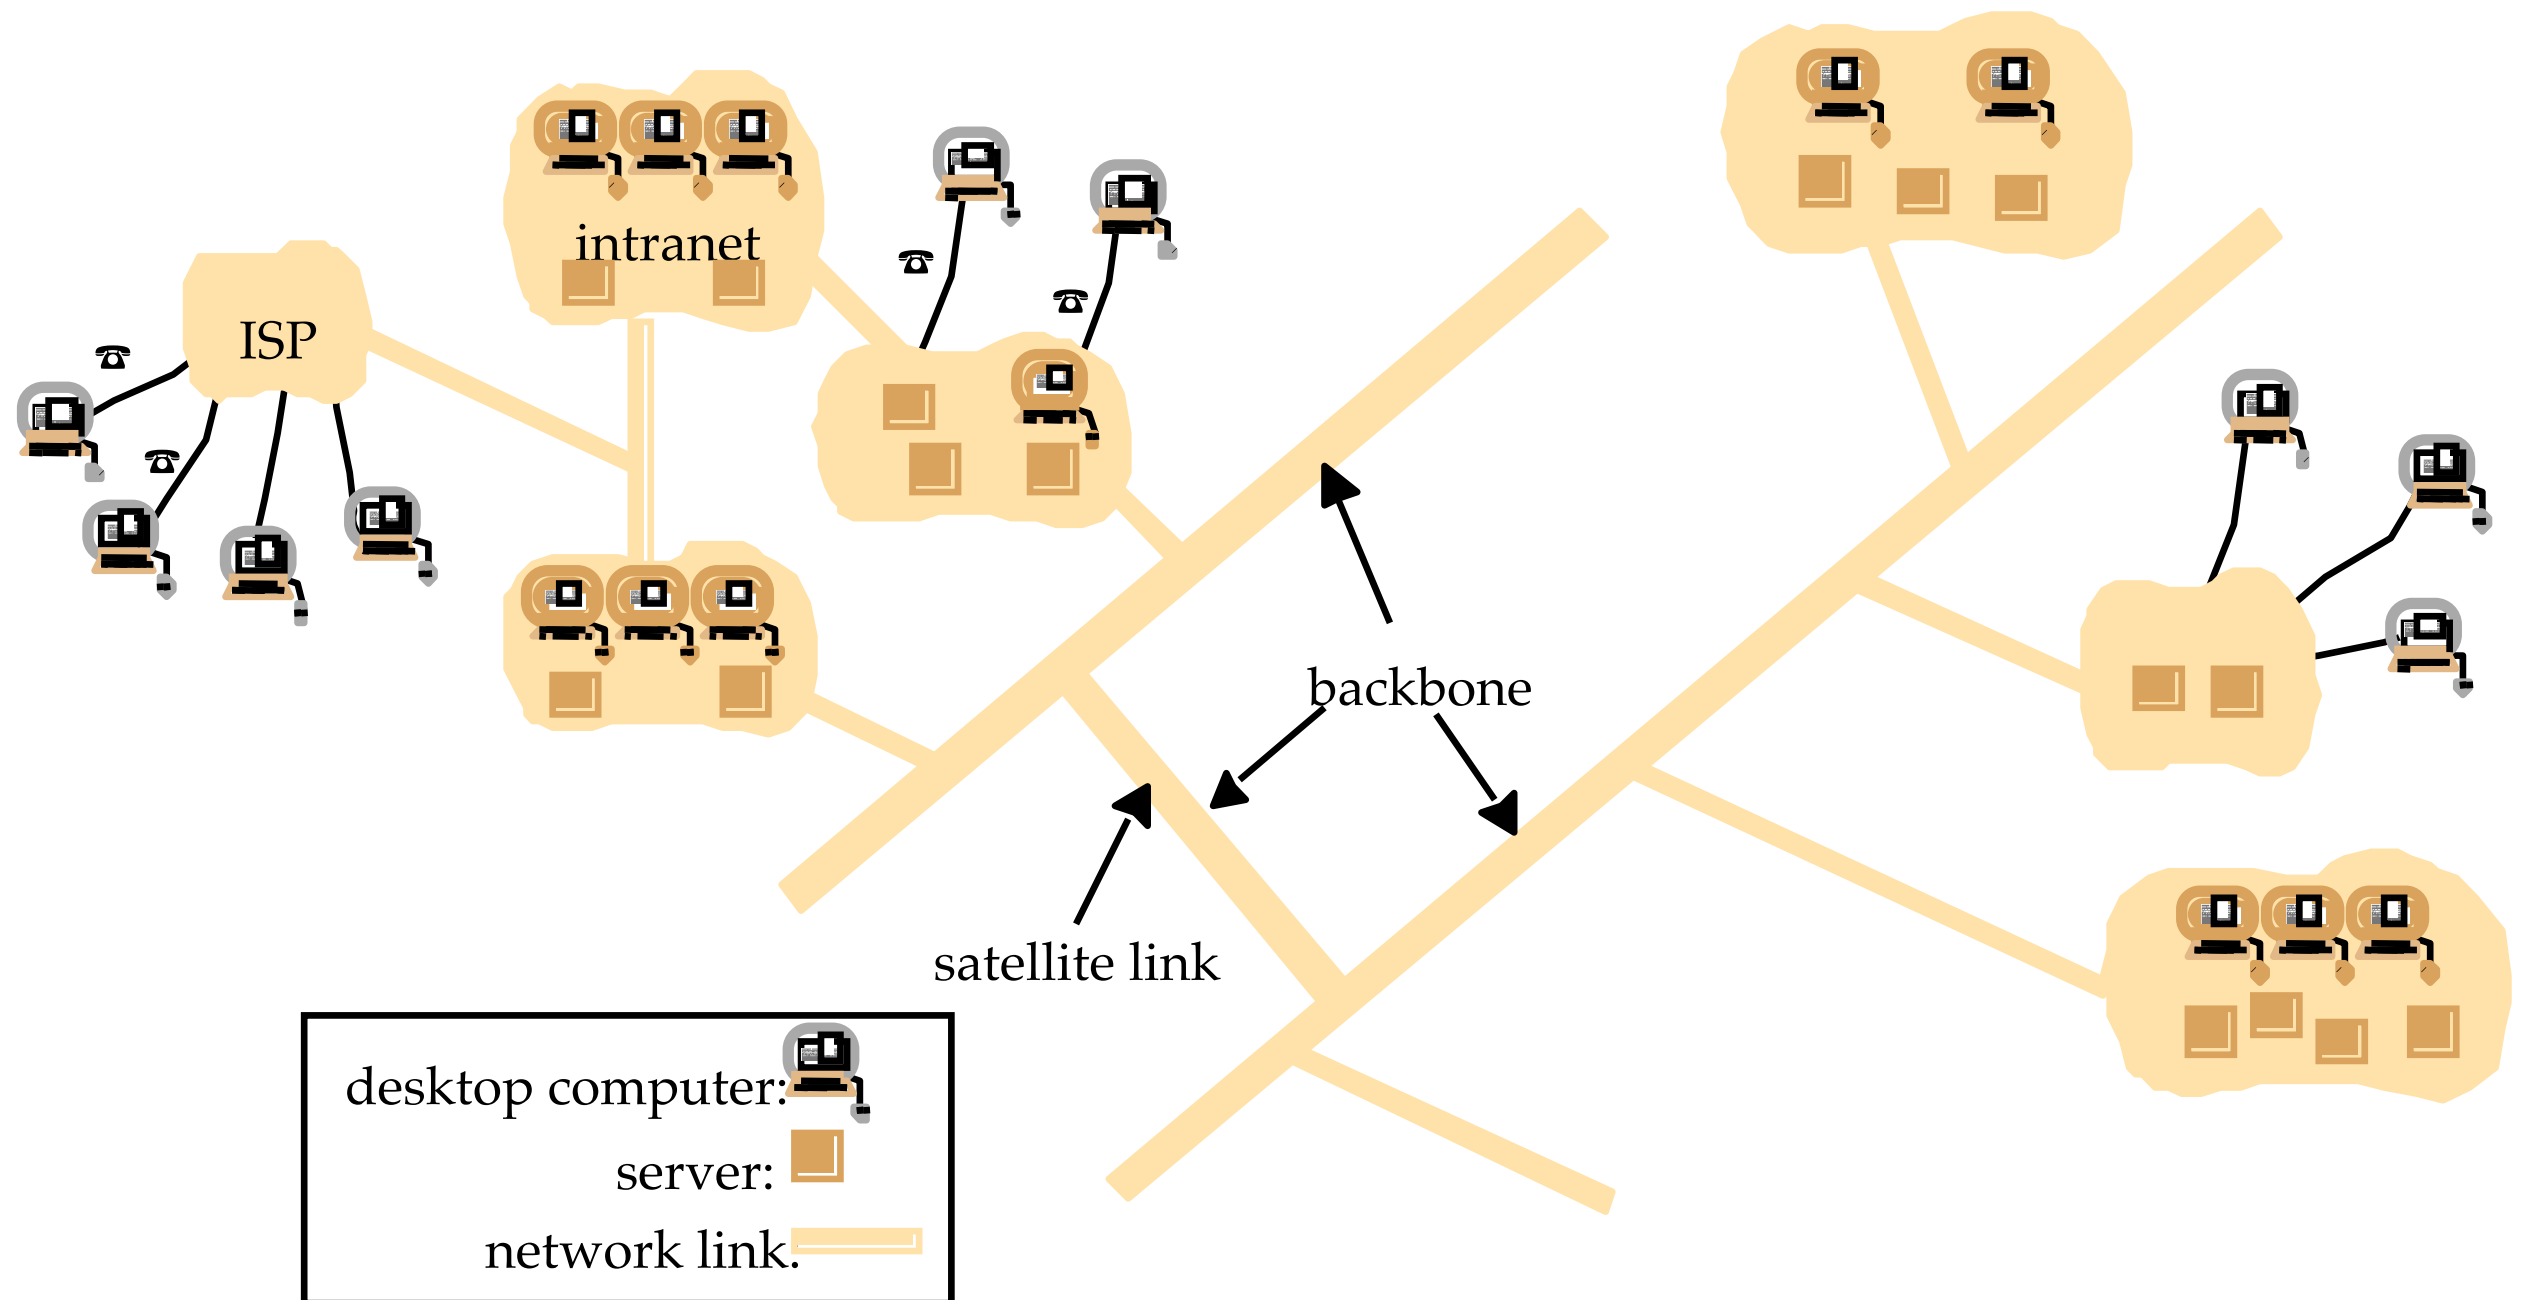 intranet
ISP
backbone
satellite link
desktop computer:
server:
network link.